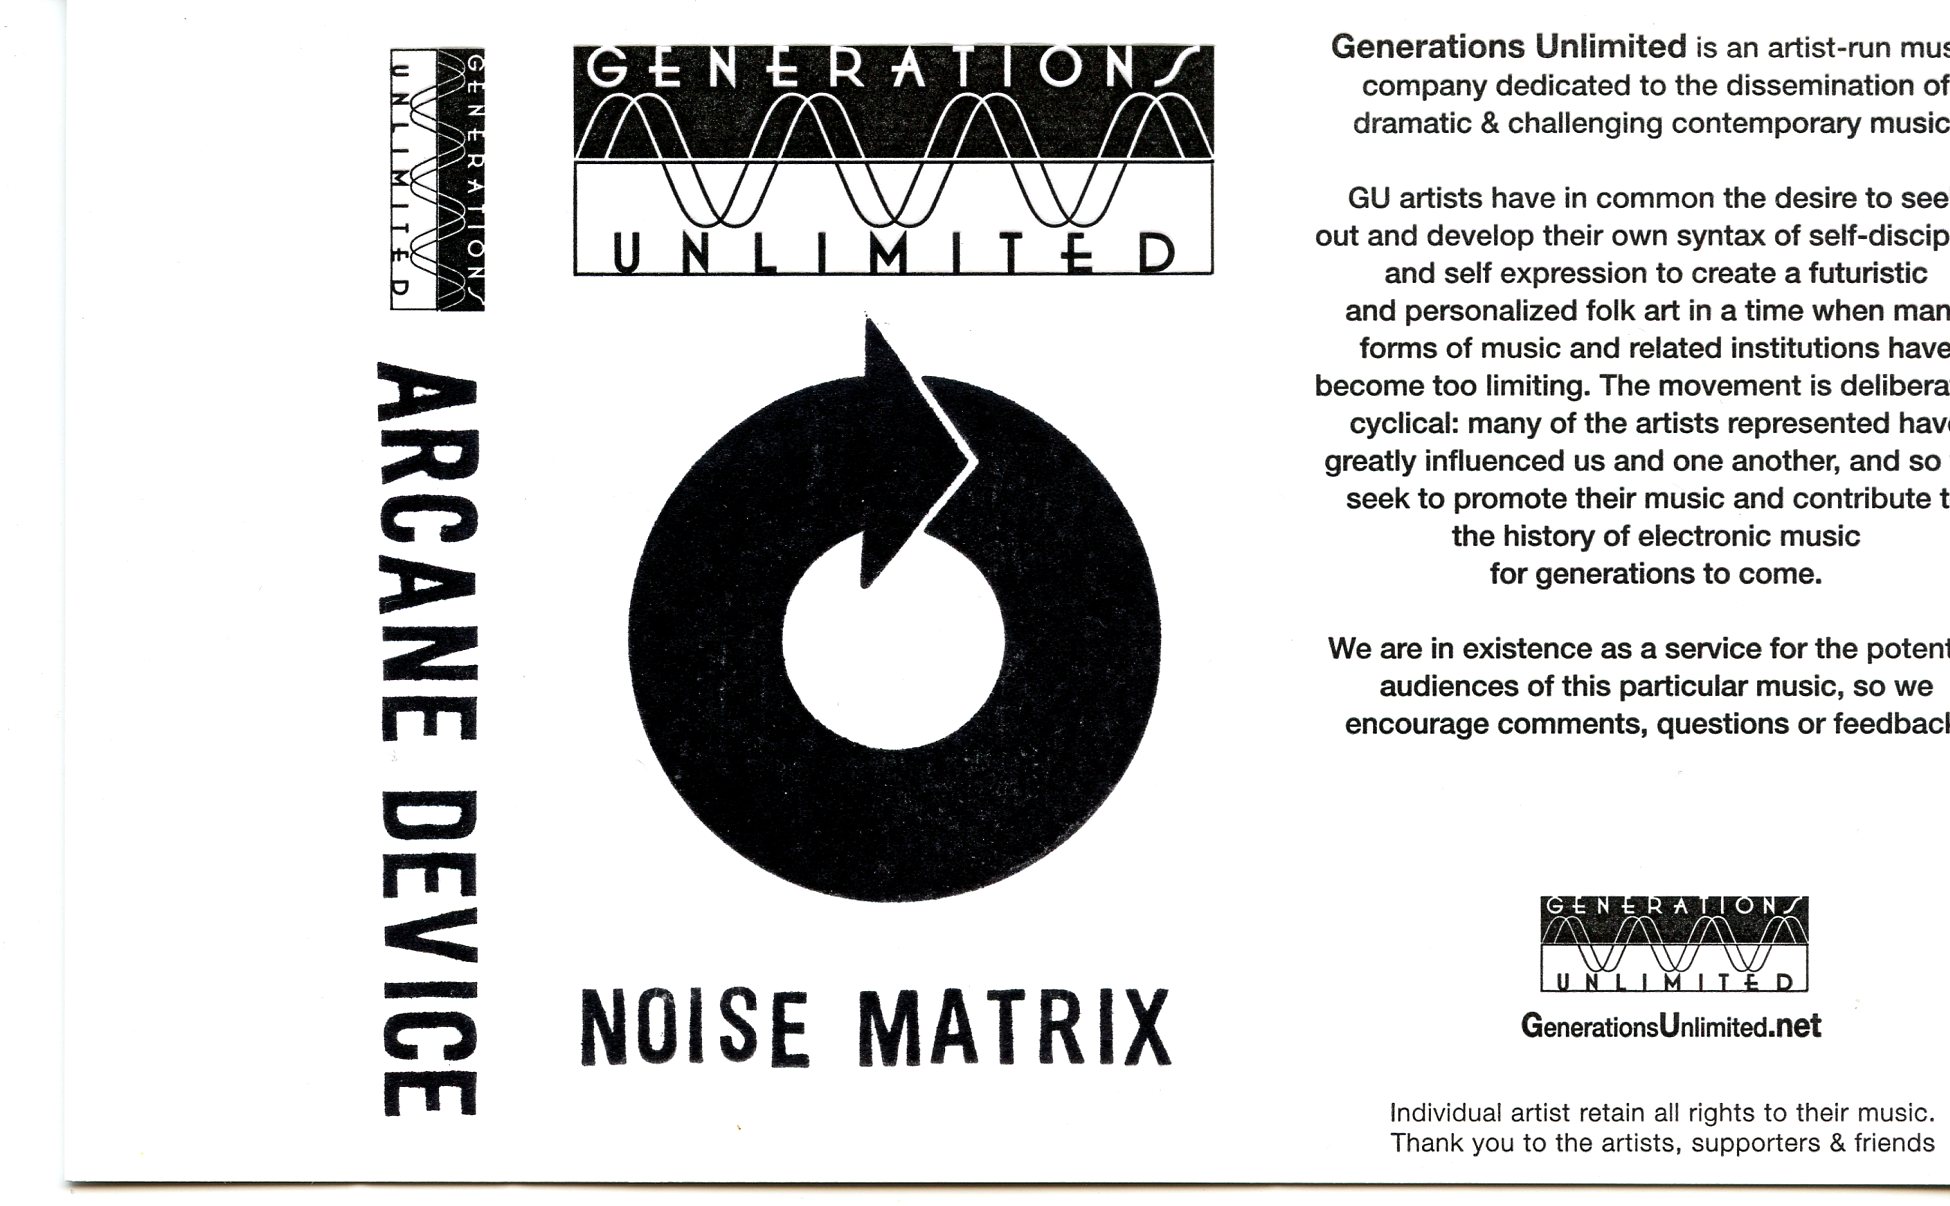 GENERATIONS
UNLIMITED
ARCANE DEVICE
GENERATIONS
UNLIMITED
NOISE MATRIX
Generations Unlimited is an artist-run mus
company dedicated to the dissemination of
dramatic & challenging contemporary music
GU artists have in common the desire to see
out and develop their own syntax of self-discip
and self expression to create a futuristic
and personalized folk art in a time when man
forms of music and related institutions have
become too limiting. The movement is delibera
cyclical: many of the artists represented have
greatly influenced us and one another, and so
seek to promote their music and contribute t
the history of electronic music
for generations to come.
We are in existence as a service for the potent
audiences of this particular music, so we
encourage comments, questions or feedback
GENERATIONS
UNLIMITED
GenerationsUnlimited.net
Individual artist retain all rights to their music.
Thank you to the artists, supporters & friends